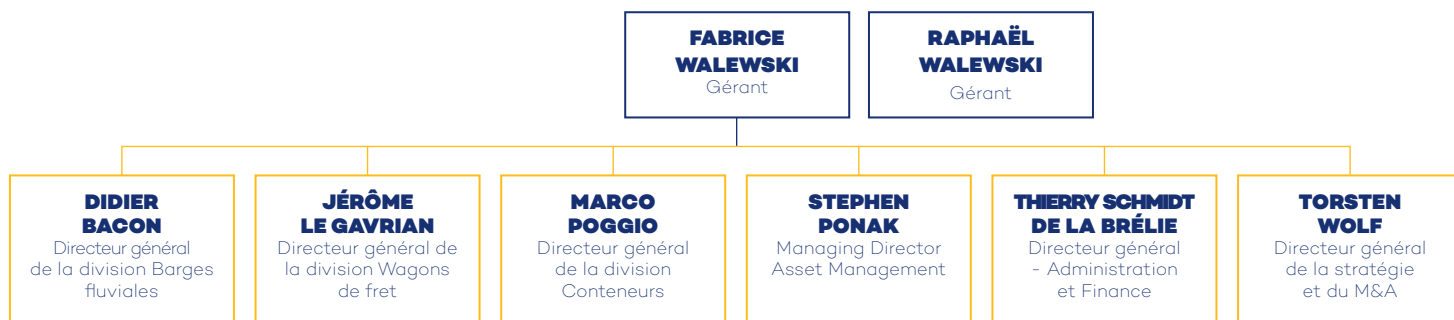 FABRICE
WALEWSKI
Gérant
RAPHAËL
WALEWSKI
Gérant
DIDIER
BACON
Directeur général
de la division Barges
fluviales
JÉRÔME
LE GAVRIAN
Directeur général de
la division Wagons
de fret
MARCO
POGGIO
Directeur général
de la division
Conteneurs
STEPHEN
PONAK
Managing Director
Asset Management
THIERRY SCHMIDT
DE LA BRÉLIE
Directeur général
- Administration
et Finance
TORSTEN
WOLF
Directeur général
de la stratégie
et du M&A